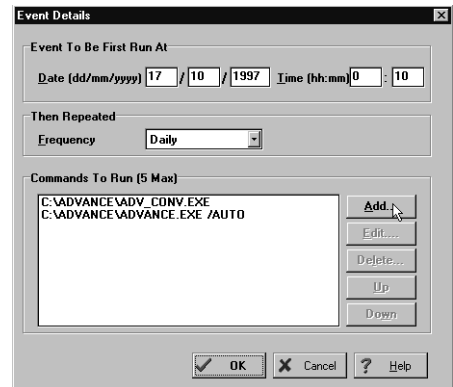 Event Details
Event To Be First Run At
Date (dd/mm/yyyy) 17 / 10 / 1997 Time (hh:mm) 0 : 10
Then Repeated
Frequency Daily
Commands To Run (5 Max)
C:\ADVANCE\ADV_CONV.EXE
C:\ADVANCE\ADVANCE.EXE /AUTO
Add...
Edit....
Delete...
Up
Down
OK Cancel ? Help